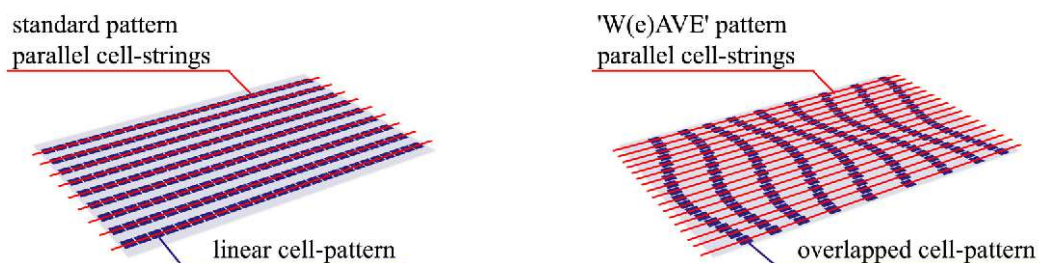 standard pattern
parallel cell-strings
linear cell-pattern
'W(e)AVE' pattern
parallel cell-strings
overlapped cell-pattern